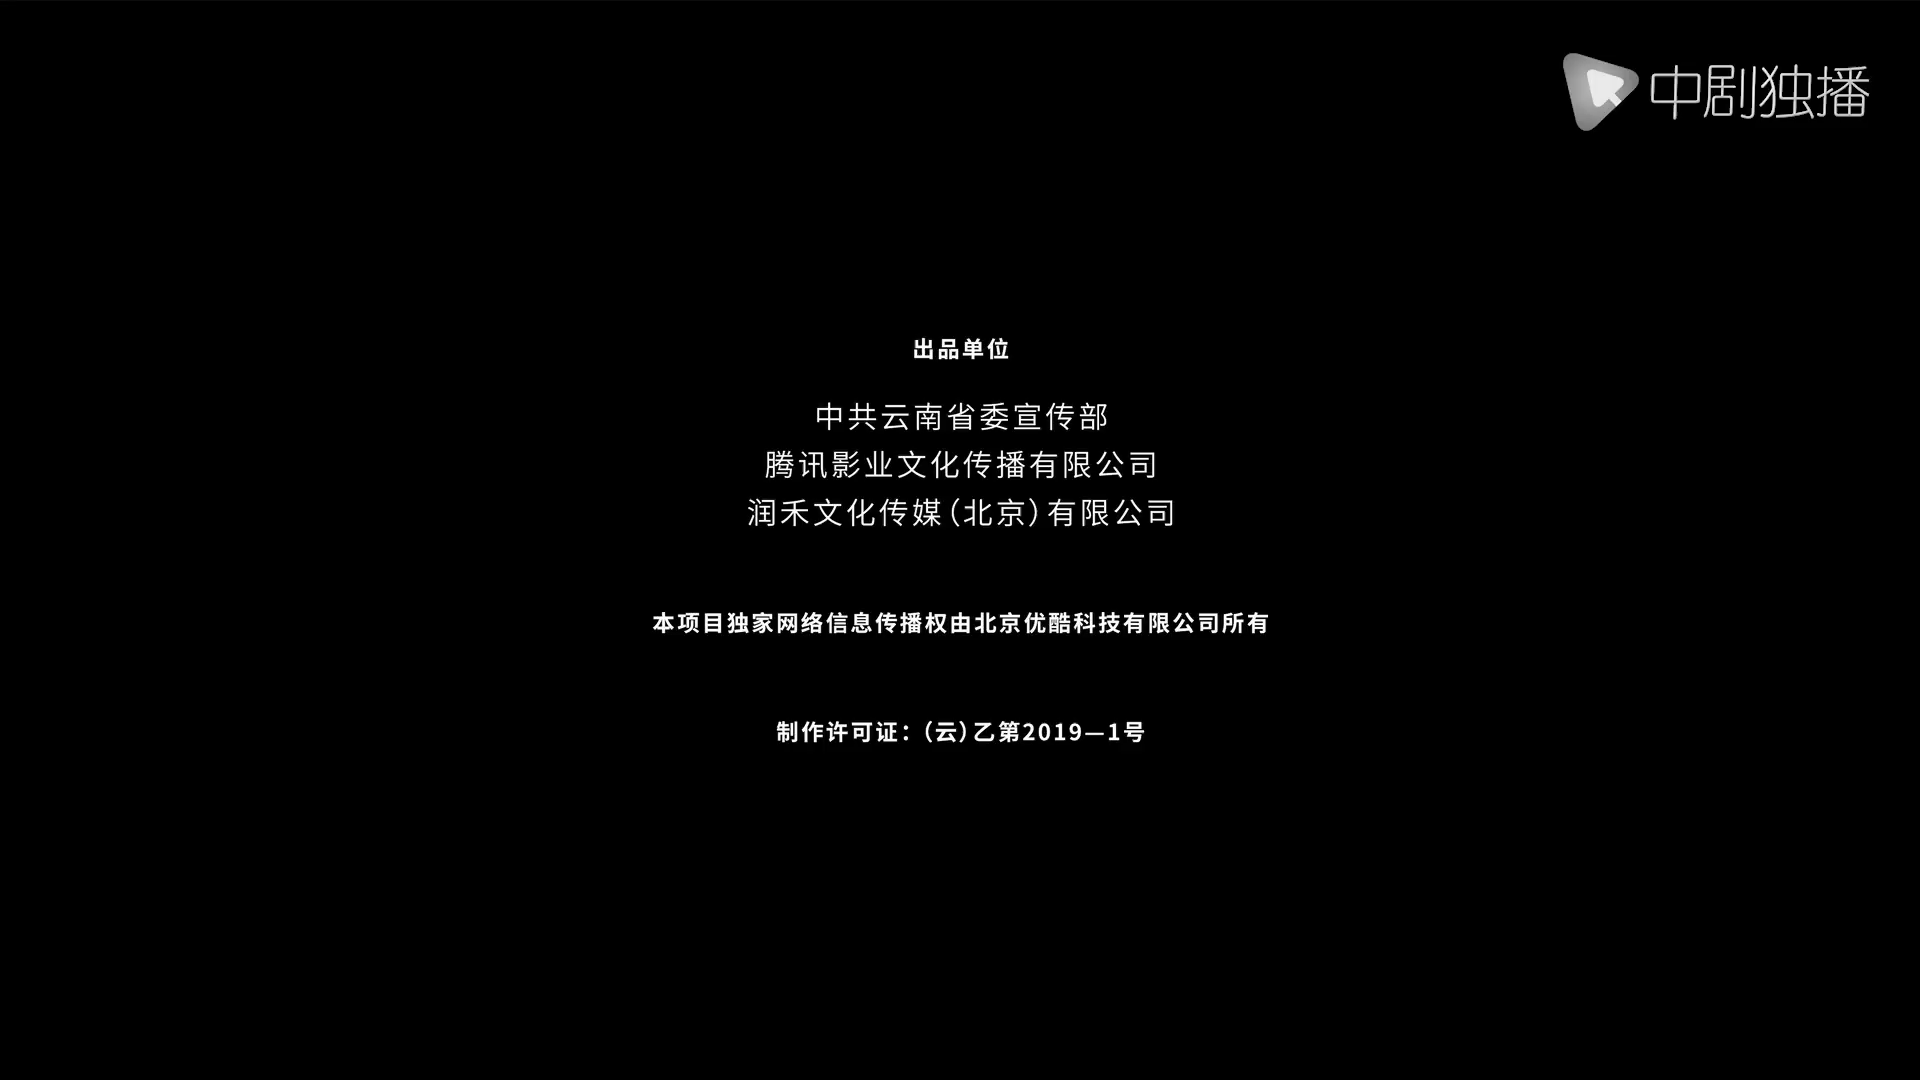 中剧独播
出品单位
中共云南省委宣传部
腾讯影业文化传播有限公司
润禾文化传媒(北京)有限公司
本项目独家网络信息传播权由北京优酷科技有限公司所有
制作许可证:(云)乙第2019—1号